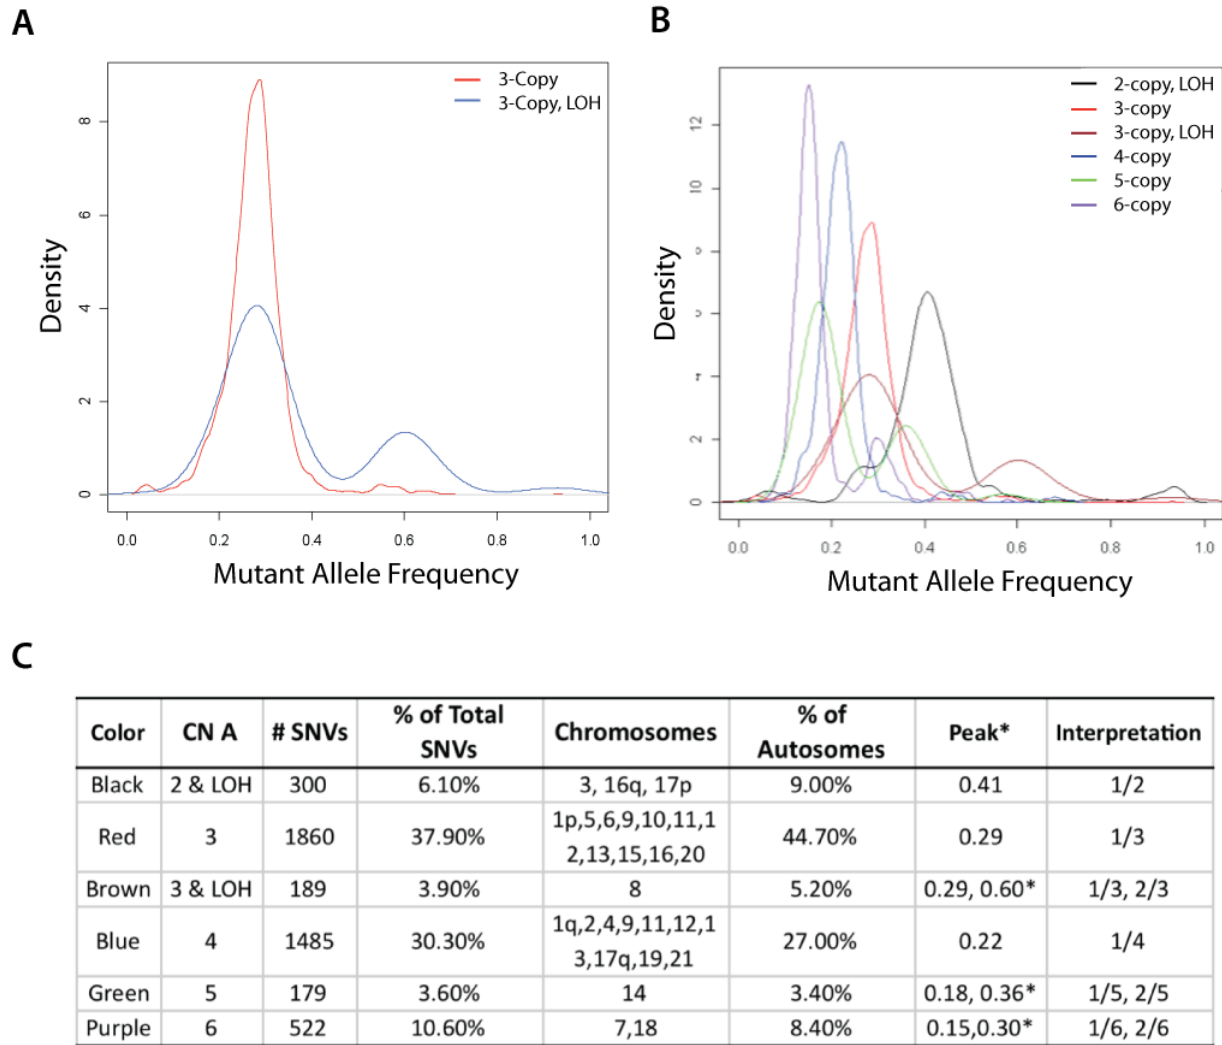 A
3-Copy
3-Copy, LOH
Density
0 2 4 6 8
0.0 0.2 0.4 0.6 0.8 1.0
Mutant Allele Frequency
B
2-copy, LOH
3-copy
3-copy, LOH
4-copy
5-copy
6-copy
Density
0 2 10 12
0.0 0.2 0.4 0.6 0.8 1.0
Mutant Allele Frequency
C
Color CN A # SNVs % of Total SNVs Chromosomes % of Autosomes Peak* Interpretation
Black 2 & LOH 300 6.10% 3, 16q, 17p 9.00% 0.41 1/2
Red 3 1860 37.90% 1p,5,6,9,10,11,1
2,13,15,16,20 44.70% 0.29 1/3
Brown 3 & LOH 189 3.90% 8 5.20% 0.29, 0.60* 1/3, 2/3
Blue 4 1485 30.30% 1q,2,4,9,11,12,1
3,17q,19,21 27.00% 0.22 1/4
Green 5 179 3.60% 14 3.40% 0.18, 0.36* 1/5, 2/5
Purple 6 522 10.60% 7,18 8.40% 0.15,0.30* 1/6, 2/6